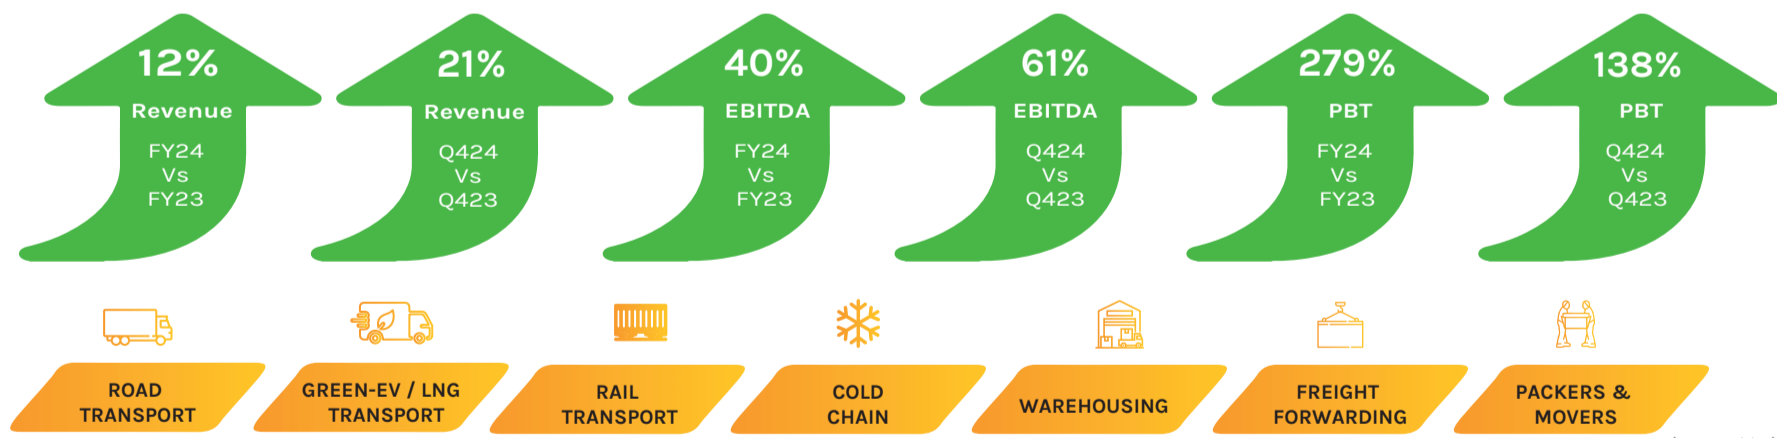 12%
Revenue
FY24
Vs
FY23
21%
Revenue
Q424
Vs
Q423
40%
EBITDA
FY24
Vs
FY23
61%
EBITDA
Q424
Vs
Q423
279%
PBT
FY24
Vs
FY23
138%
PBT
Q424
Vs
Q423
ROAD
TRANSPORT
GREEN-EV / LNG
TRANSPORT
RAIL
TRANSPORT
COLD
CHAIN
WAREHOUSING
FREIGHT
FORWARDING
PACKERS &
MOVERS